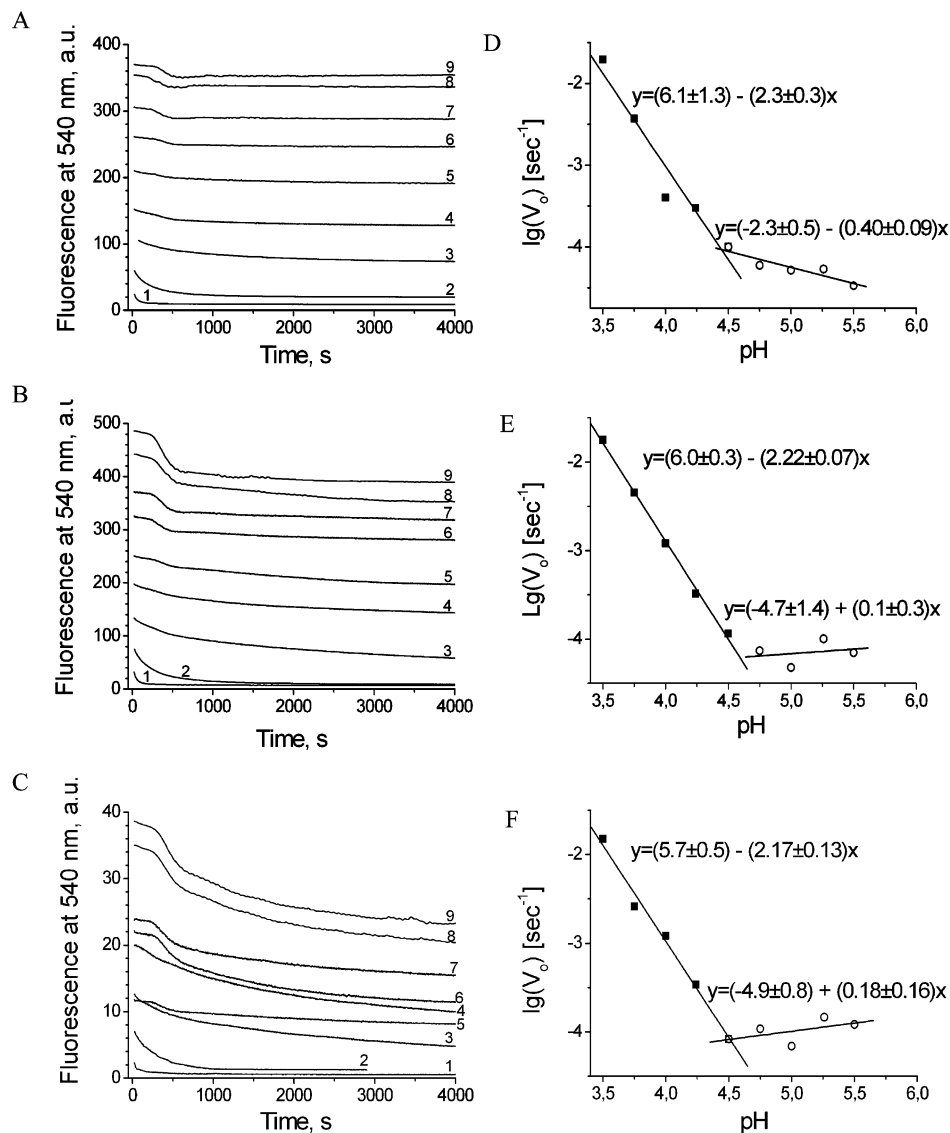 A
Fluorescence at 540 nm, a.u.
400
300
200
100
0
9
8
7
6
5
4
3
2
1
0 1000 2000 3000 4000
Time, s
D
lg(V₀) [sec⁻¹]
-2
-3
-4
y=(6.1±1.3) - (2.3±0.3)x
y=(-2.3±0.5) - (0.40±0.09)x
3,5 4,0 4,5 5,0 5,5 6,0
pH
B
Fluorescence at 540 nm, a.u
500
400
300
200
100
0
9
8
7
6
5
4
3
2
1
0 1000 2000 3000 4000
Time, s
E
Lg(V₀) [sec⁻¹]
-2
-3
-4
y=(6.0±0.3) - (2.22±0.07)x
y=(-4.7±1.4) + (0.1±0.3)x
3,5 4,0 4,5 5,0 5,5 6,0
pH
C
Fluorescence at 540 nm, a.u.
40
30
20
10
0
9
8
7
6
4
5
3
2
1
0 1000 2000 3000 4000
Time, s
F
lg(V₀) [sec⁻¹]
-2
-3
-4
y=(5.7±0.5) - (2.17±0.13)x
y=(-4.9±0.8) + (0.18±0.16)x
3,5 4,0 4,5 5,0 5,5 6,0
pH